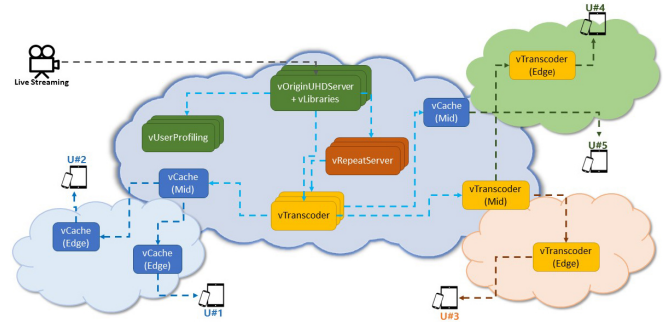 U#4
vTranscoder
(Edge)
Live Streaming
vOriginUHDServer
+ vLibraries
vCache
(Mid)
vUserProfiling
U#5
vRepeatServer
U#2
vCache
(Mid)
vTranscoder
(Mid)
vTranscoder
vCache
(Edge)
vCache
(Edge)
vTranscoder
(Edge)
U#1
U#3